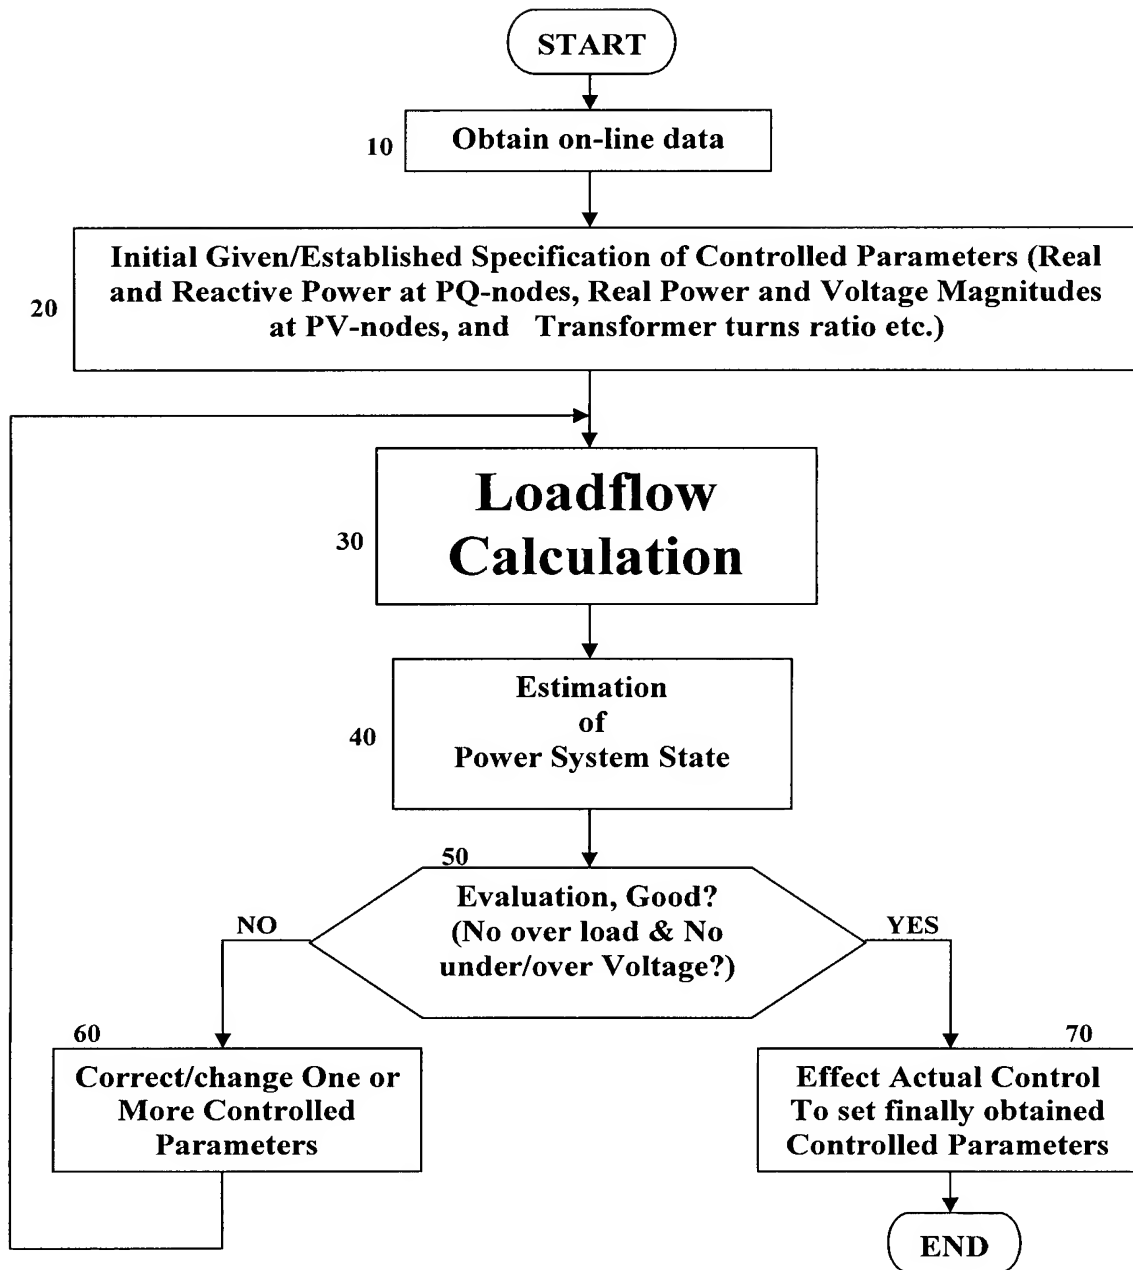 START
10
Obtain on-line data
20
Initial Given/Established Specification of Controlled Parameters (Real
and Reactive Power at PQ-nodes, Real Power and Voltage Magnitudes
at PV-nodes, and Transformer turns ratio etc.)
30
Loadflow
Calculation
40
Estimation
of
Power System State
50
Evaluation, Good?
(No over load & No
under/over Voltage?)
NO
YES
60
Correct/change One or
More Controlled
Parameters
70
Effect Actual Control
To set finally obtained
Controlled Parameters
END